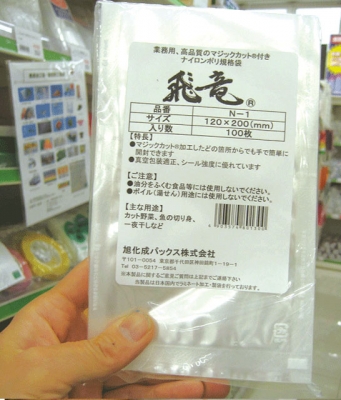 業務用、高品質のマジックカット®付き
ナイロンポリ規格袋
飛竜®
品番 N-1
サイズ 120×200(mm)
入り数 100枚
【特長】
●マジックカット®加工したどの箇所からでも手で簡単に
開封できます
●真空包装適正、シール強度に優れています
【ご注意】
●油分をふくむ食品等には使用しないでください。
●ボイル(湯せん)用途には使用しないでください。
【主な用途】
カット野菜、魚の切り身、
一夜干しなど
旭化成パックス株式会社
〒101-0054 東京都千代田区神田錦町1-19-1
TEL 03-5217-5854